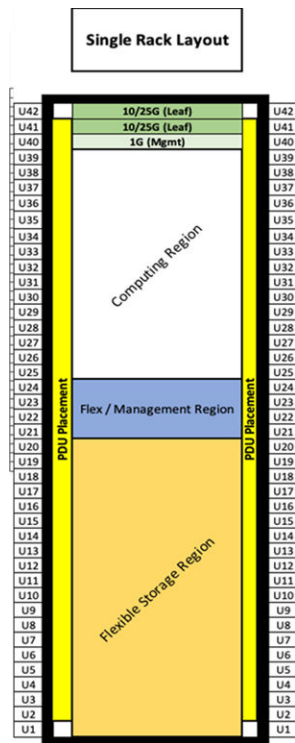 Single Rack Layout
U42 10/25G (Leaf) U42
U41 10/25G (Leaf) U41
U40 1G (Mgmt) U40
U39 U39
U38 U38
U37 U37
U36 U36
U35 U35
U34 U34
U33 U33
U32 U32
U31 U31
U30 U30
U29 U29
U28 U28
U27 U27
U26 U26
U25 U25
U24 U24
U23 U23
U22 U22
U21 U21
U20 U20
U19 U19
U18 U18
U17 U17
U16 U16
U15 U15
U14 U14
U13 U13
U12 U12
U11 U11
U10 U10
U9 U9
U8 U8
U7 U7
U6 U6
U5 U5
U4 U4
U3 U3
U2 U2
U1 U1
PDU Placement
Computing Region
Flex / Management Region
Flexible Storage Region
PDU Placement